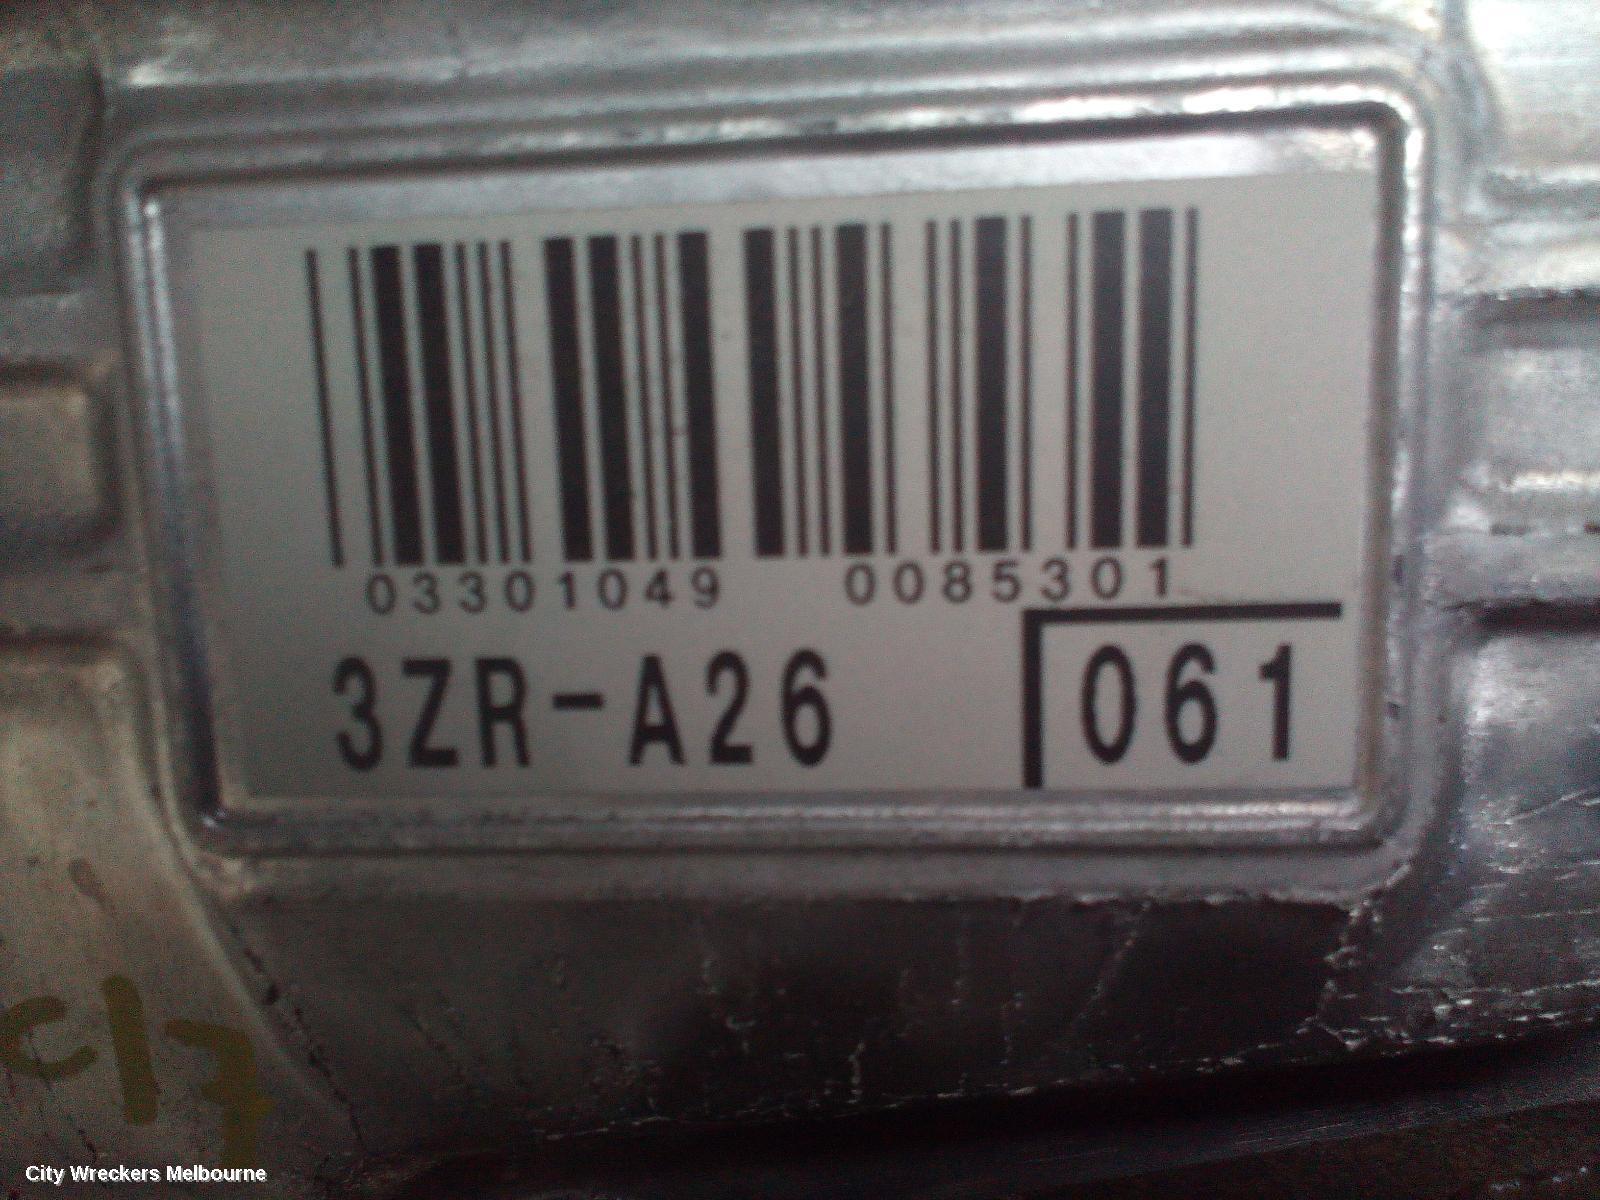 03301049 0085301
3ZR-A26 061
City Wreckers Melbourne